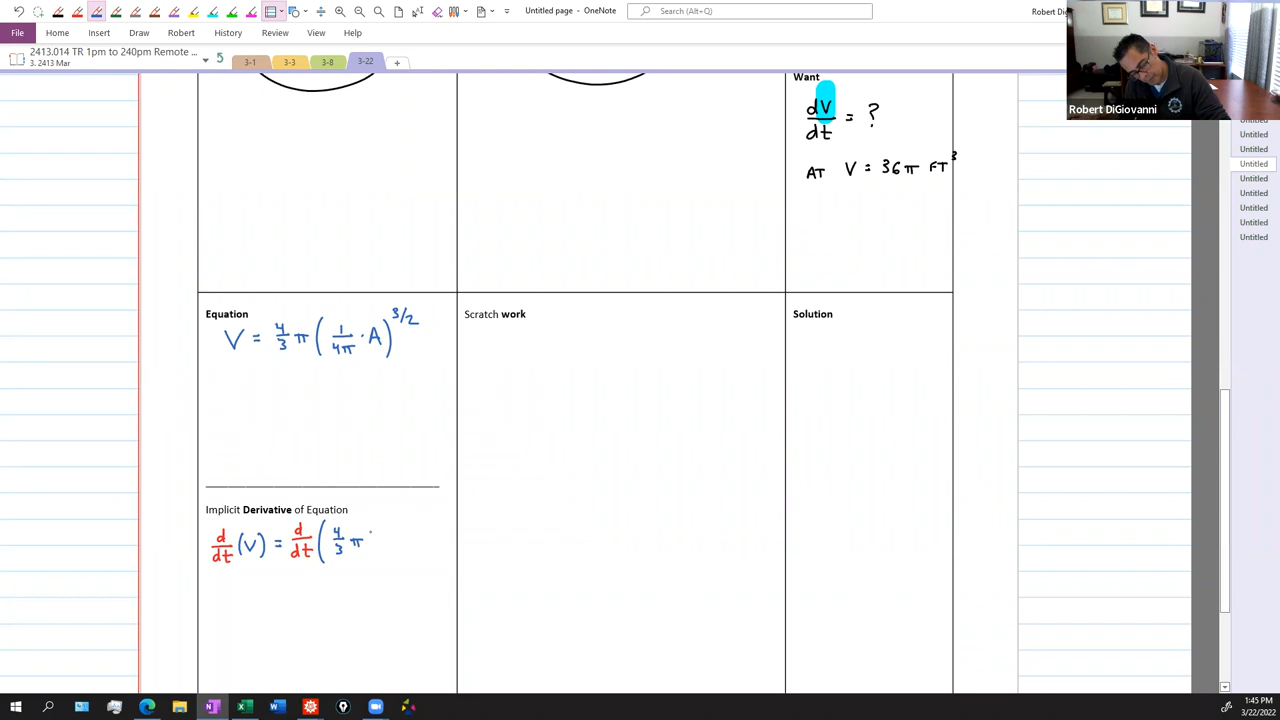 Untitled page - OneNote
Search (Alt+Q)
Robert Di
File Home Insert Draw Robert History Review View Help
2413.014 TR 1pm to 240pm Remote ...
3. 2413 Mar
5
3-1 3-3 3-8 3-22 +
Robert DiGiovanni
Untitled
Untitled
Untitled
Untitled
Untitled
Untitled
Untitled
Untitled
Want
dV/dt = ?
AT V = 36π FT³
Equation
V = 4/3 π (1/4π · A)^3/2
Scratch work
Solution
Implicit Derivative of Equation
d/dt (V) = d/dt ( 4/3 π
1:45 PM
3/22/2022